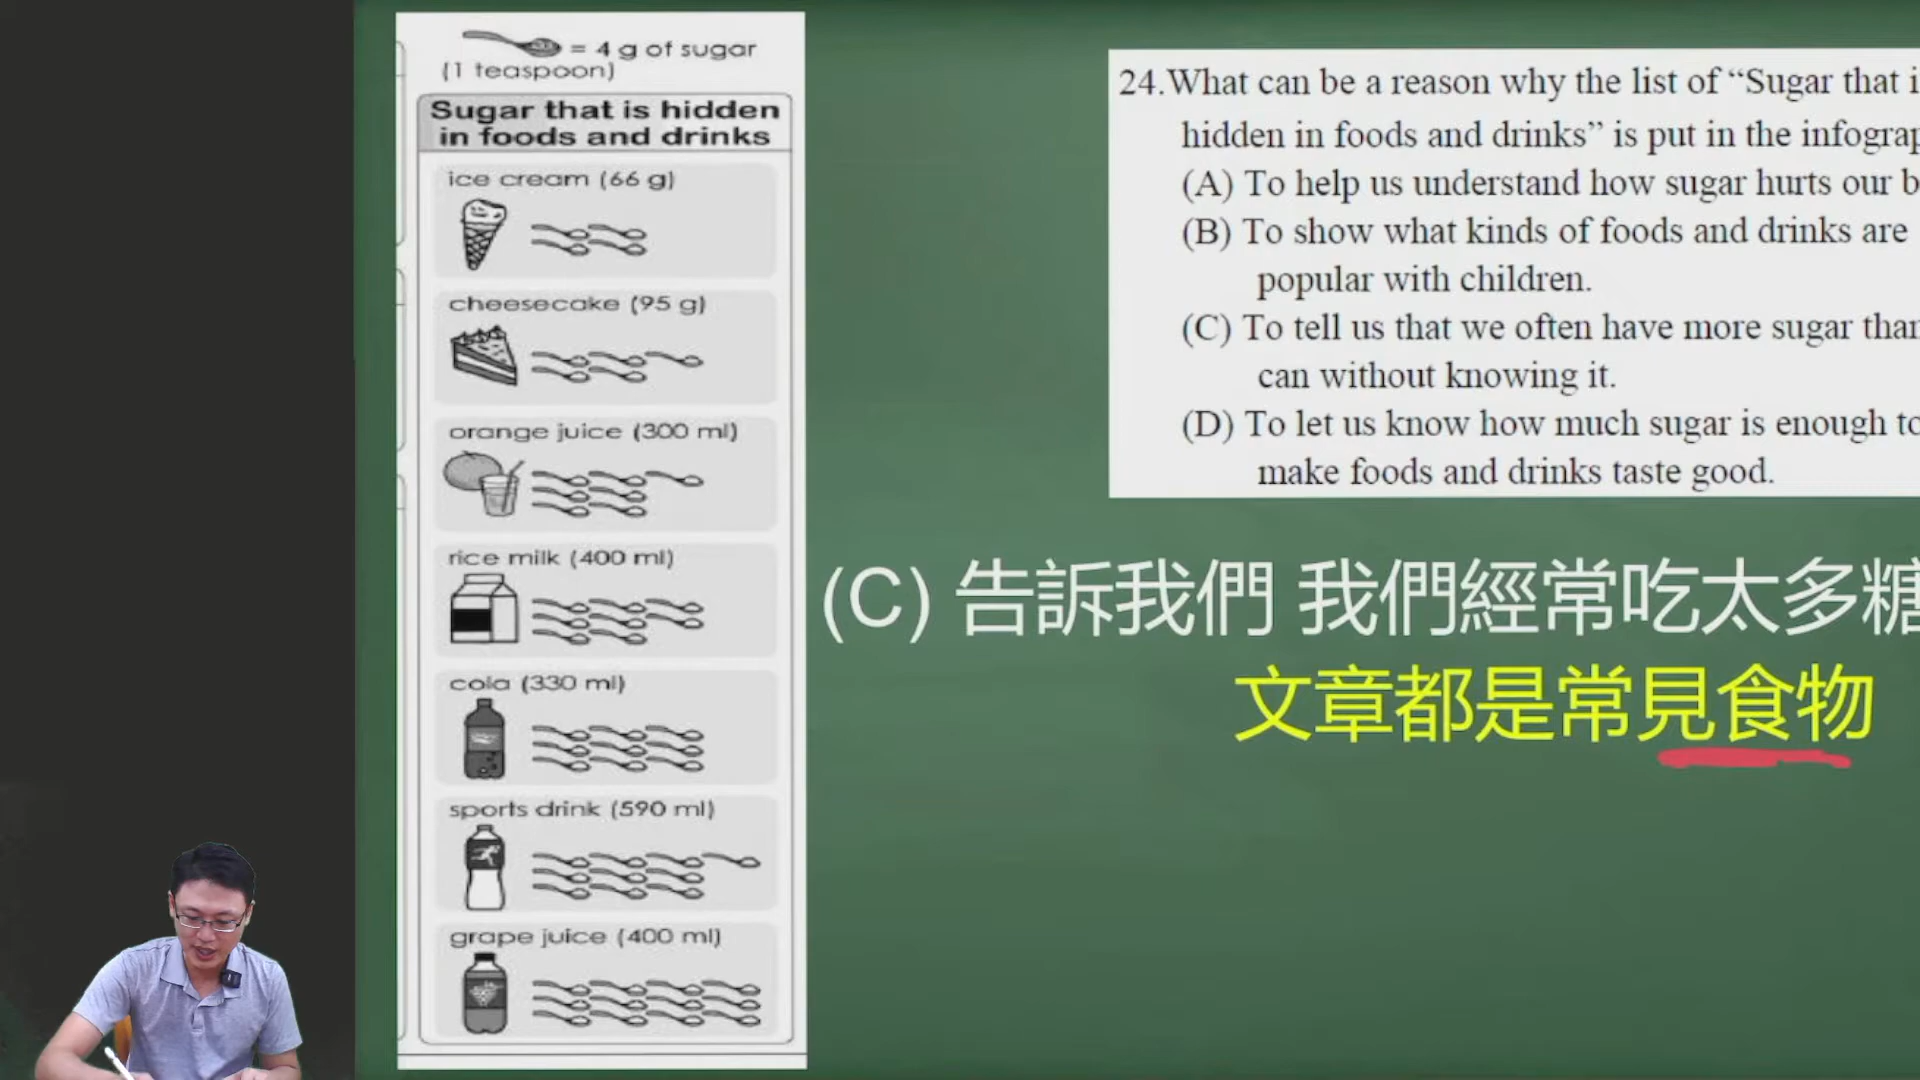 = 4 g of sugar
(1 teaspoon)
Sugar that is hidden
in foods and drinks
ice cream (66 g)
cheesecake (95 g)
orange juice (300 ml)
rice milk (400 ml)
cola (330 ml)
sports drink (590 ml)
grape juice (400 ml)
24.What can be a reason why the list of “Sugar that
hidden in foods and drinks” is put in the
(A) To help us understand how sugar hurts our
(B) To show what kinds of foods and drinks are
popular with children.
(C) To tell us that we often have more sugar than
can without knowing it.
(D) To let us know how much sugar is enough to
make foods and drinks taste good.
(C) 告訴我們 我們經常吃太多糖
文章都是常見食物